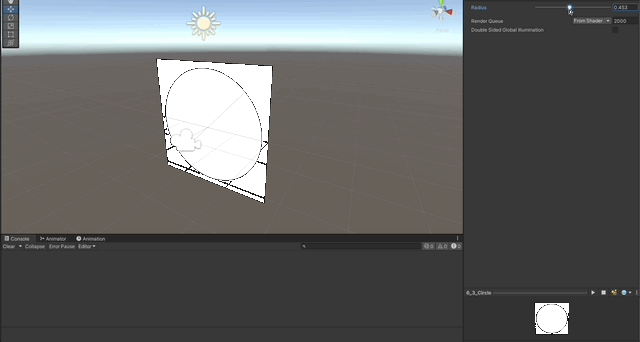 Radius 0.453
Render Queue From Shader 2000
Double Sided Global Illumination
Console Animator Animation
Clear Collapse Error Pause Editor
0 0 0
6_3_Circle